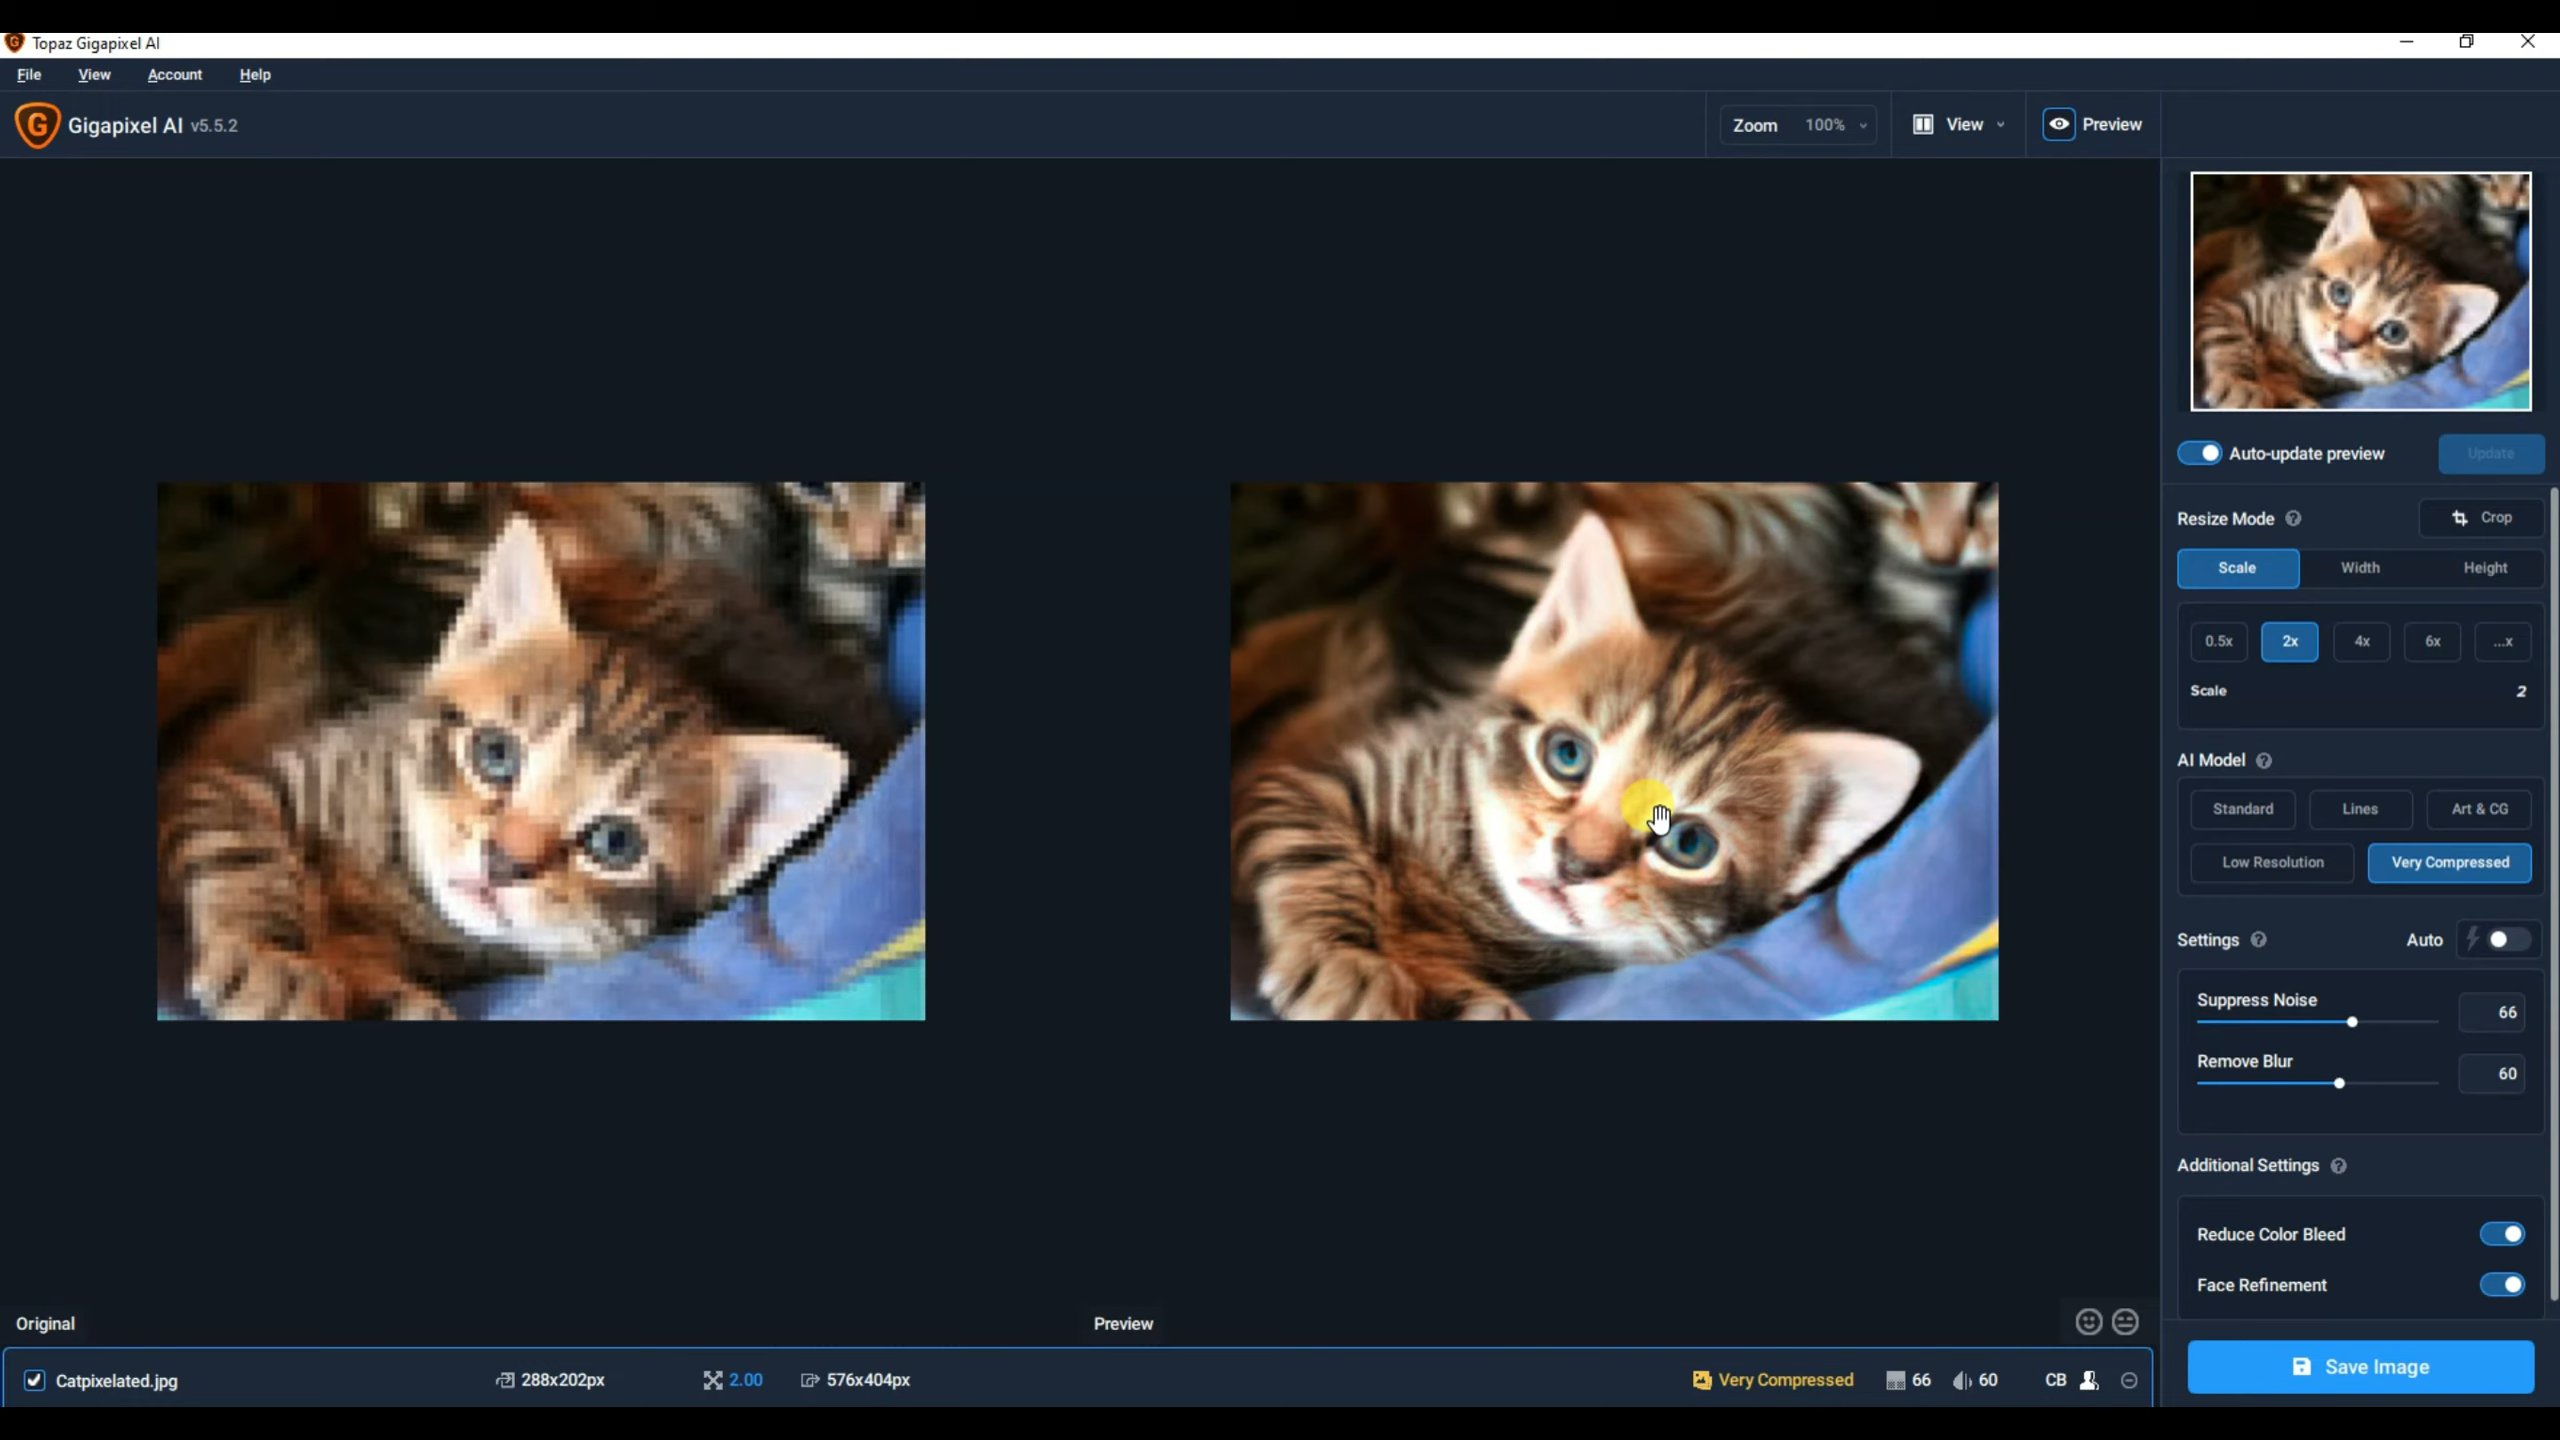 Topaz Gigapixel AI
File View Account Help
Gigapixel AI v5.5.2
Zoom 100% View Preview
Auto-update preview Update
Resize Mode Crop
Scale Width Height
0.5x 2x 4x 6x ...x
Scale 2
AI Model
Standard Lines Art & CG
Low Resolution Very Compressed
Settings Auto
Suppress Noise 66
Remove Blur 60
Additional Settings
Reduce Color Bleed
Face Refinement
Original Preview
Catpixelated.jpg 288x202px 2.00 576x404px Very Compressed 66 60 CB
Save Image